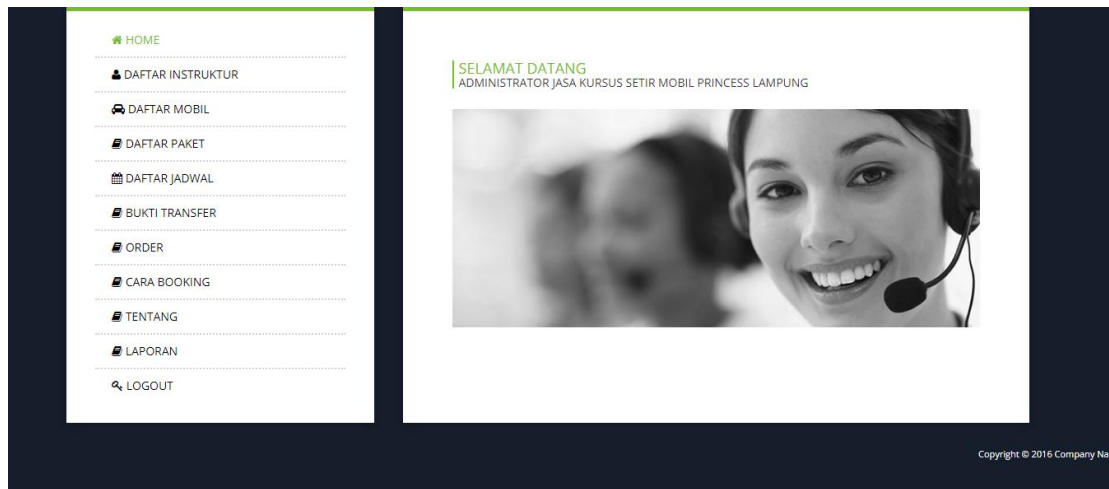 HOME
DAFTAR INSTRUKTUR
DAFTAR MOBIL
DAFTAR PAKET
DAFTAR JADWAL
BUKTI TRANSFER
ORDER
CARA BOOKING
TENTANG
LAPORAN
LOGOUT
SELAMAT DATANG
ADMINISTRATOR JASA KURSUS SETIR MOBIL PRINCESS LAMPUNG
Copyright © 2016 Company Na